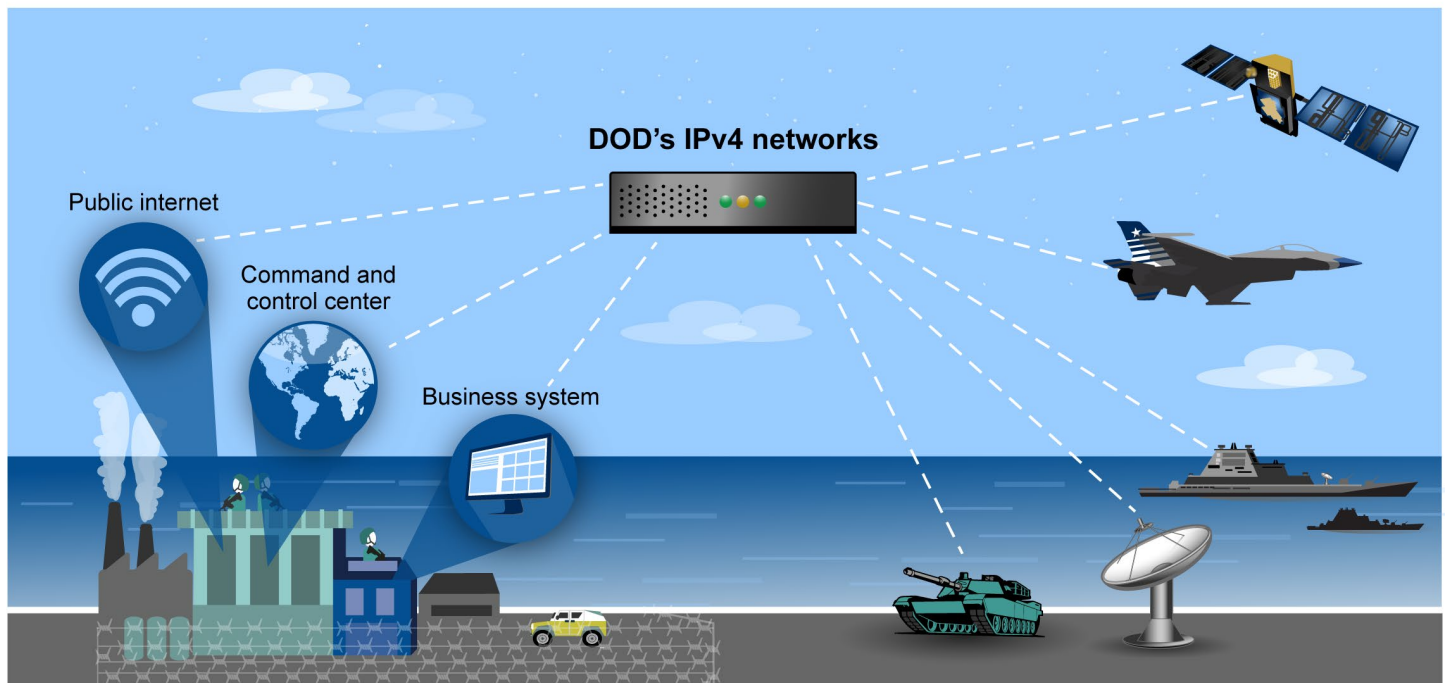 DOD's IPv4 networks
Public internet
Command and
control center
Business system